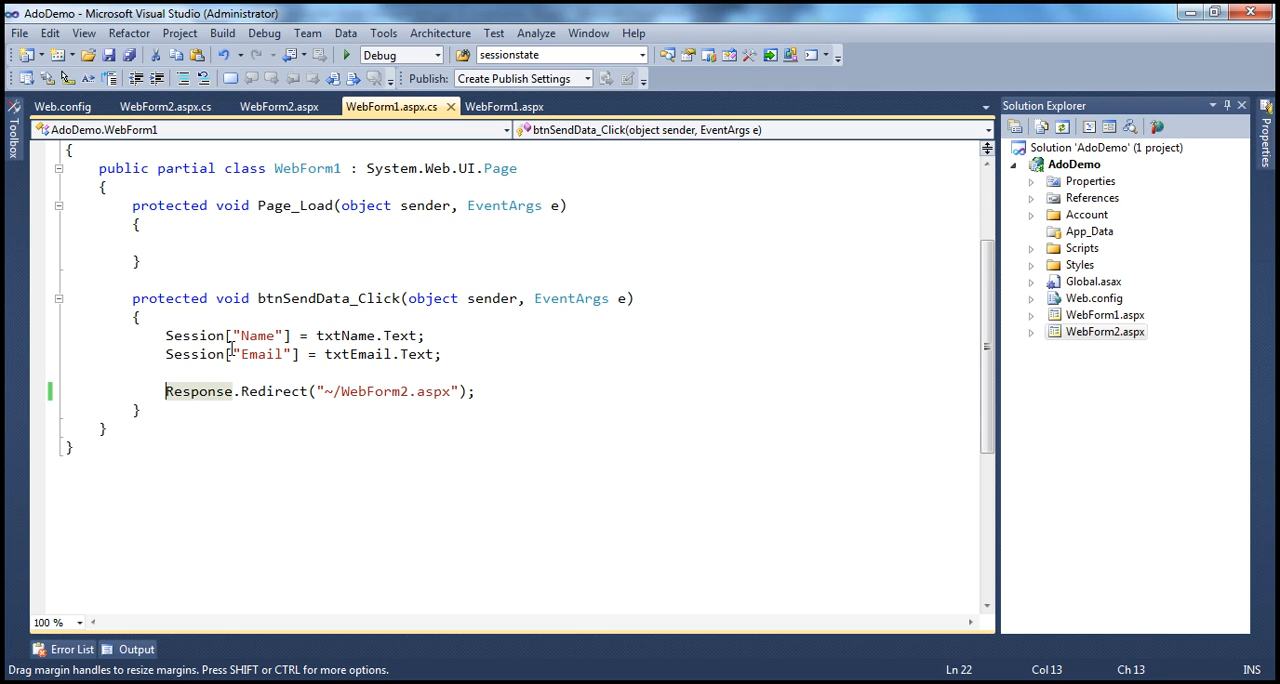 AdoDemo - Microsoft Visual Studio (Administrator)
File Edit View Refactor Project Build Debug Team Data Tools Architecture Test Analyze Window Help
Debug sessionstate
Publish: Create Publish Settings
Web.config WebForm2.aspx.cs WebForm2.aspx WebForm1.aspx.cs WebForm1.aspx
Solution Explorer
Toolbox
Properties
AdoDemo.WebForm1 btnSendData_Click(object sender, EventArgs e)
{
public partial class WebForm1 : System.Web.UI.Page
{
protected void Page_Load(object sender, EventArgs e)
{
}
protected void btnSendData_Click(object sender, EventArgs e)
{
Session["Name"] = txtName.Text;
Session["Email"] = txtEmail.Text;
Response.Redirect("~/WebForm2.aspx");
}
}
}
Solution 'AdoDemo' (1 project)
AdoDemo
Properties
References
Account
App_Data
Scripts
Styles
Global.asax
Web.config
WebForm1.aspx
WebForm2.aspx
100 %
Error List Output
Drag margin handles to resize margins. Press SHIFT or CTRL for more options. Ln 22 Col 13 Ch 13 INS